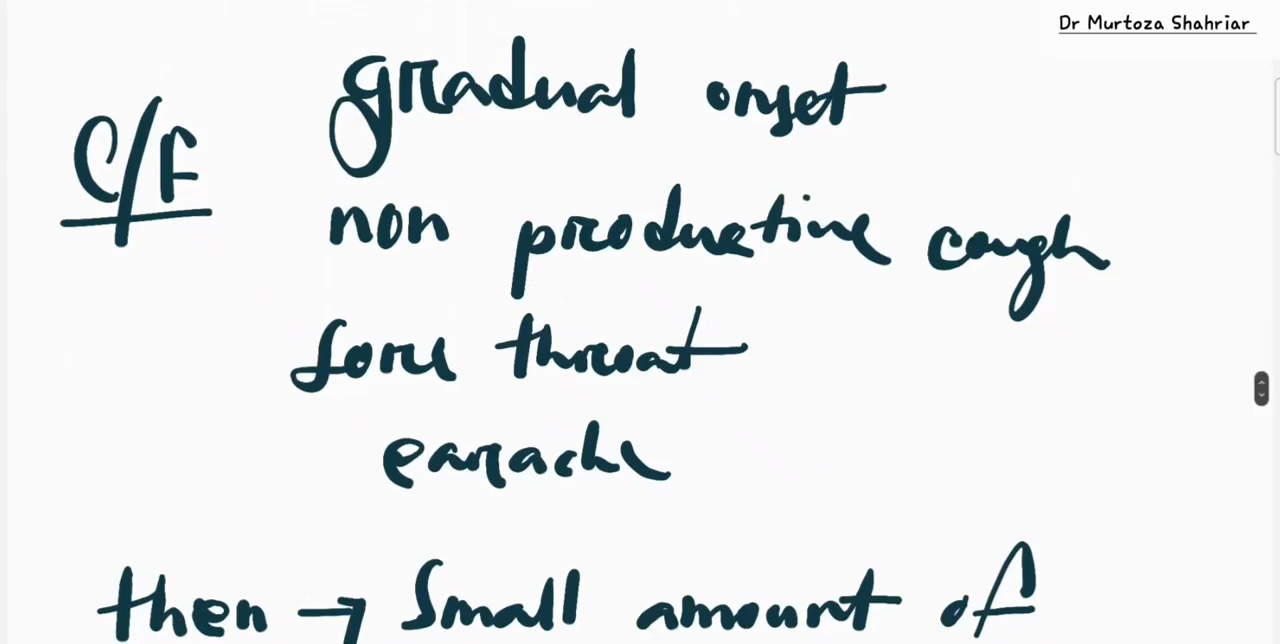 Dr Murtoza Shahriar
C/F
gradual onset
non productive cough
sore throat
earache
then → small amount of